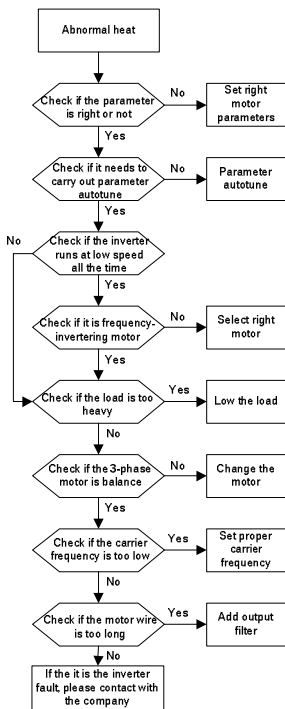 Abnormal heat
Check if the parameter
is right or not
No
Set right
motor
parameters
Yes
Check if it needs to
carry out parameter
autotune
No
Parameter
autotune
Yes
No
Check if the inverter
runs at low speed
all the time
Yes
Check if it is frequency-
invertering motor
No
Select right
motor
Yes
Check if the load is too
heavy
Yes
Low the load
No
Check if the 3-phase
motor is balance
No
Change the
motor
Yes
Check if the carrier
frequency is too low
Yes
Set proper
carrier
frequency
No
Check if the motor wire
is too long
Yes
Add output
filter
No
If the it is the inverter
fault, please contact with
the company